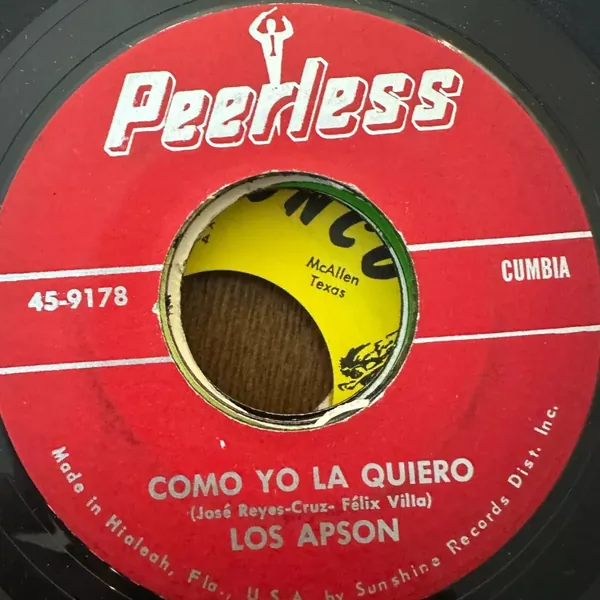 Peerless
45-9178
CUMBIA
McAllen
Texas
COMO YO LA QUIERO
(José Reyes-Cruz- Félix Villa)
LOS APSON
Made in Hialeah, Fla., U.S.A. by Sunshine Records Dist. Inc.